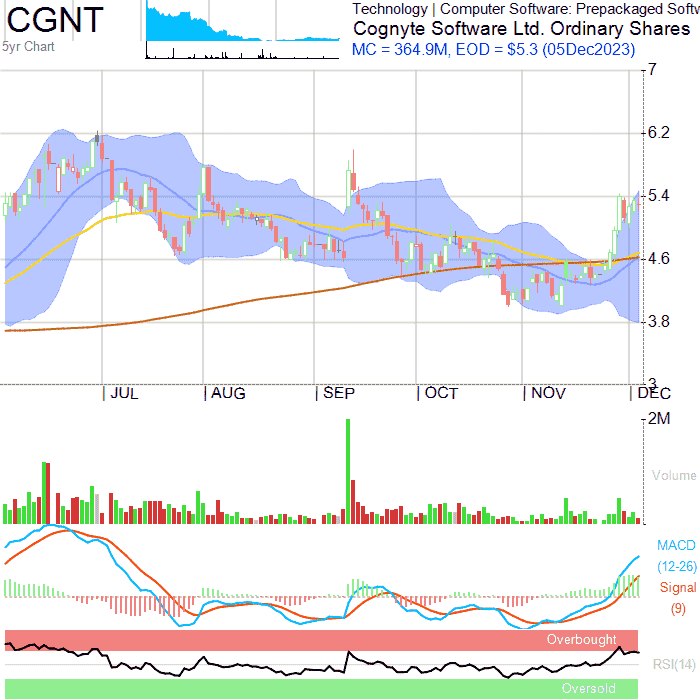 CGNT
5yr Chart
Technology | Computer Software: Prepackaged Softw
Cognyte Software Ltd. Ordinary Shares
MC = 364.9M, EOD = $5.3 (05Dec2023)
7
6.2
5.4
4.6
3.8
3
JUL
AUG
SEP
OCT
NOV
DEC
2M
Volume
MACD
(12-26)
Signal
(9)
Overbought
RSI(14)
Oversold